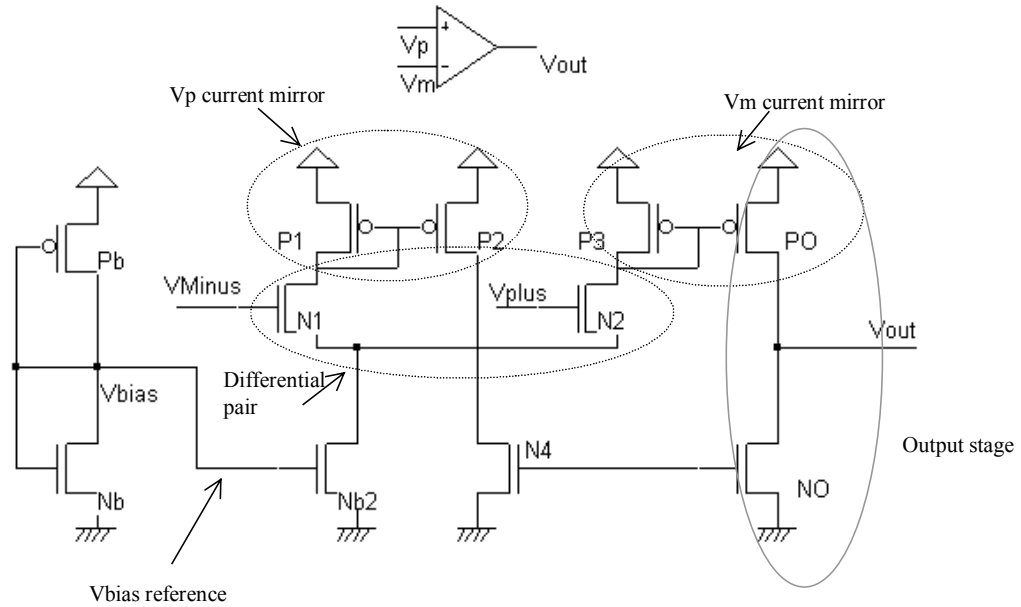 Vp
+
Vm
-
Vout
Vp current mirror
Vm current mirror
P1
P2
P3
PO
Pb
VMinus
N1
Vplus
N2
Vout
Differential
pair
Vbias
Output stage
N4
Nb
Nb2
NO
Vbias reference